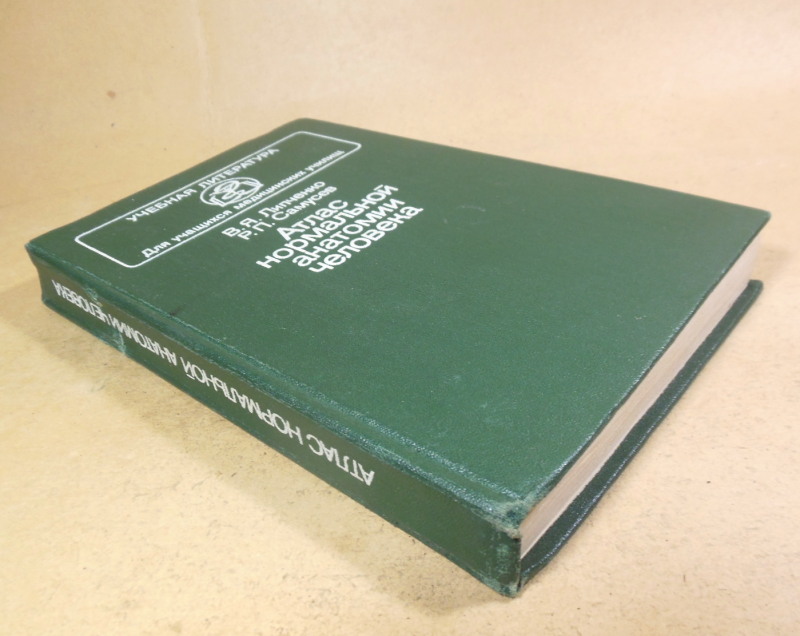 УЧЕБНАЯ ЛИТЕРАТУРА
Для учащихся медицинских училищ
В.Я. Липченко
Р.П. Самусев
Атлас
нормальной
анатомии
человека
АТЛАС НОРМАЛЬНОЙ АНАТОМИИ ЧЕЛОВЕКА